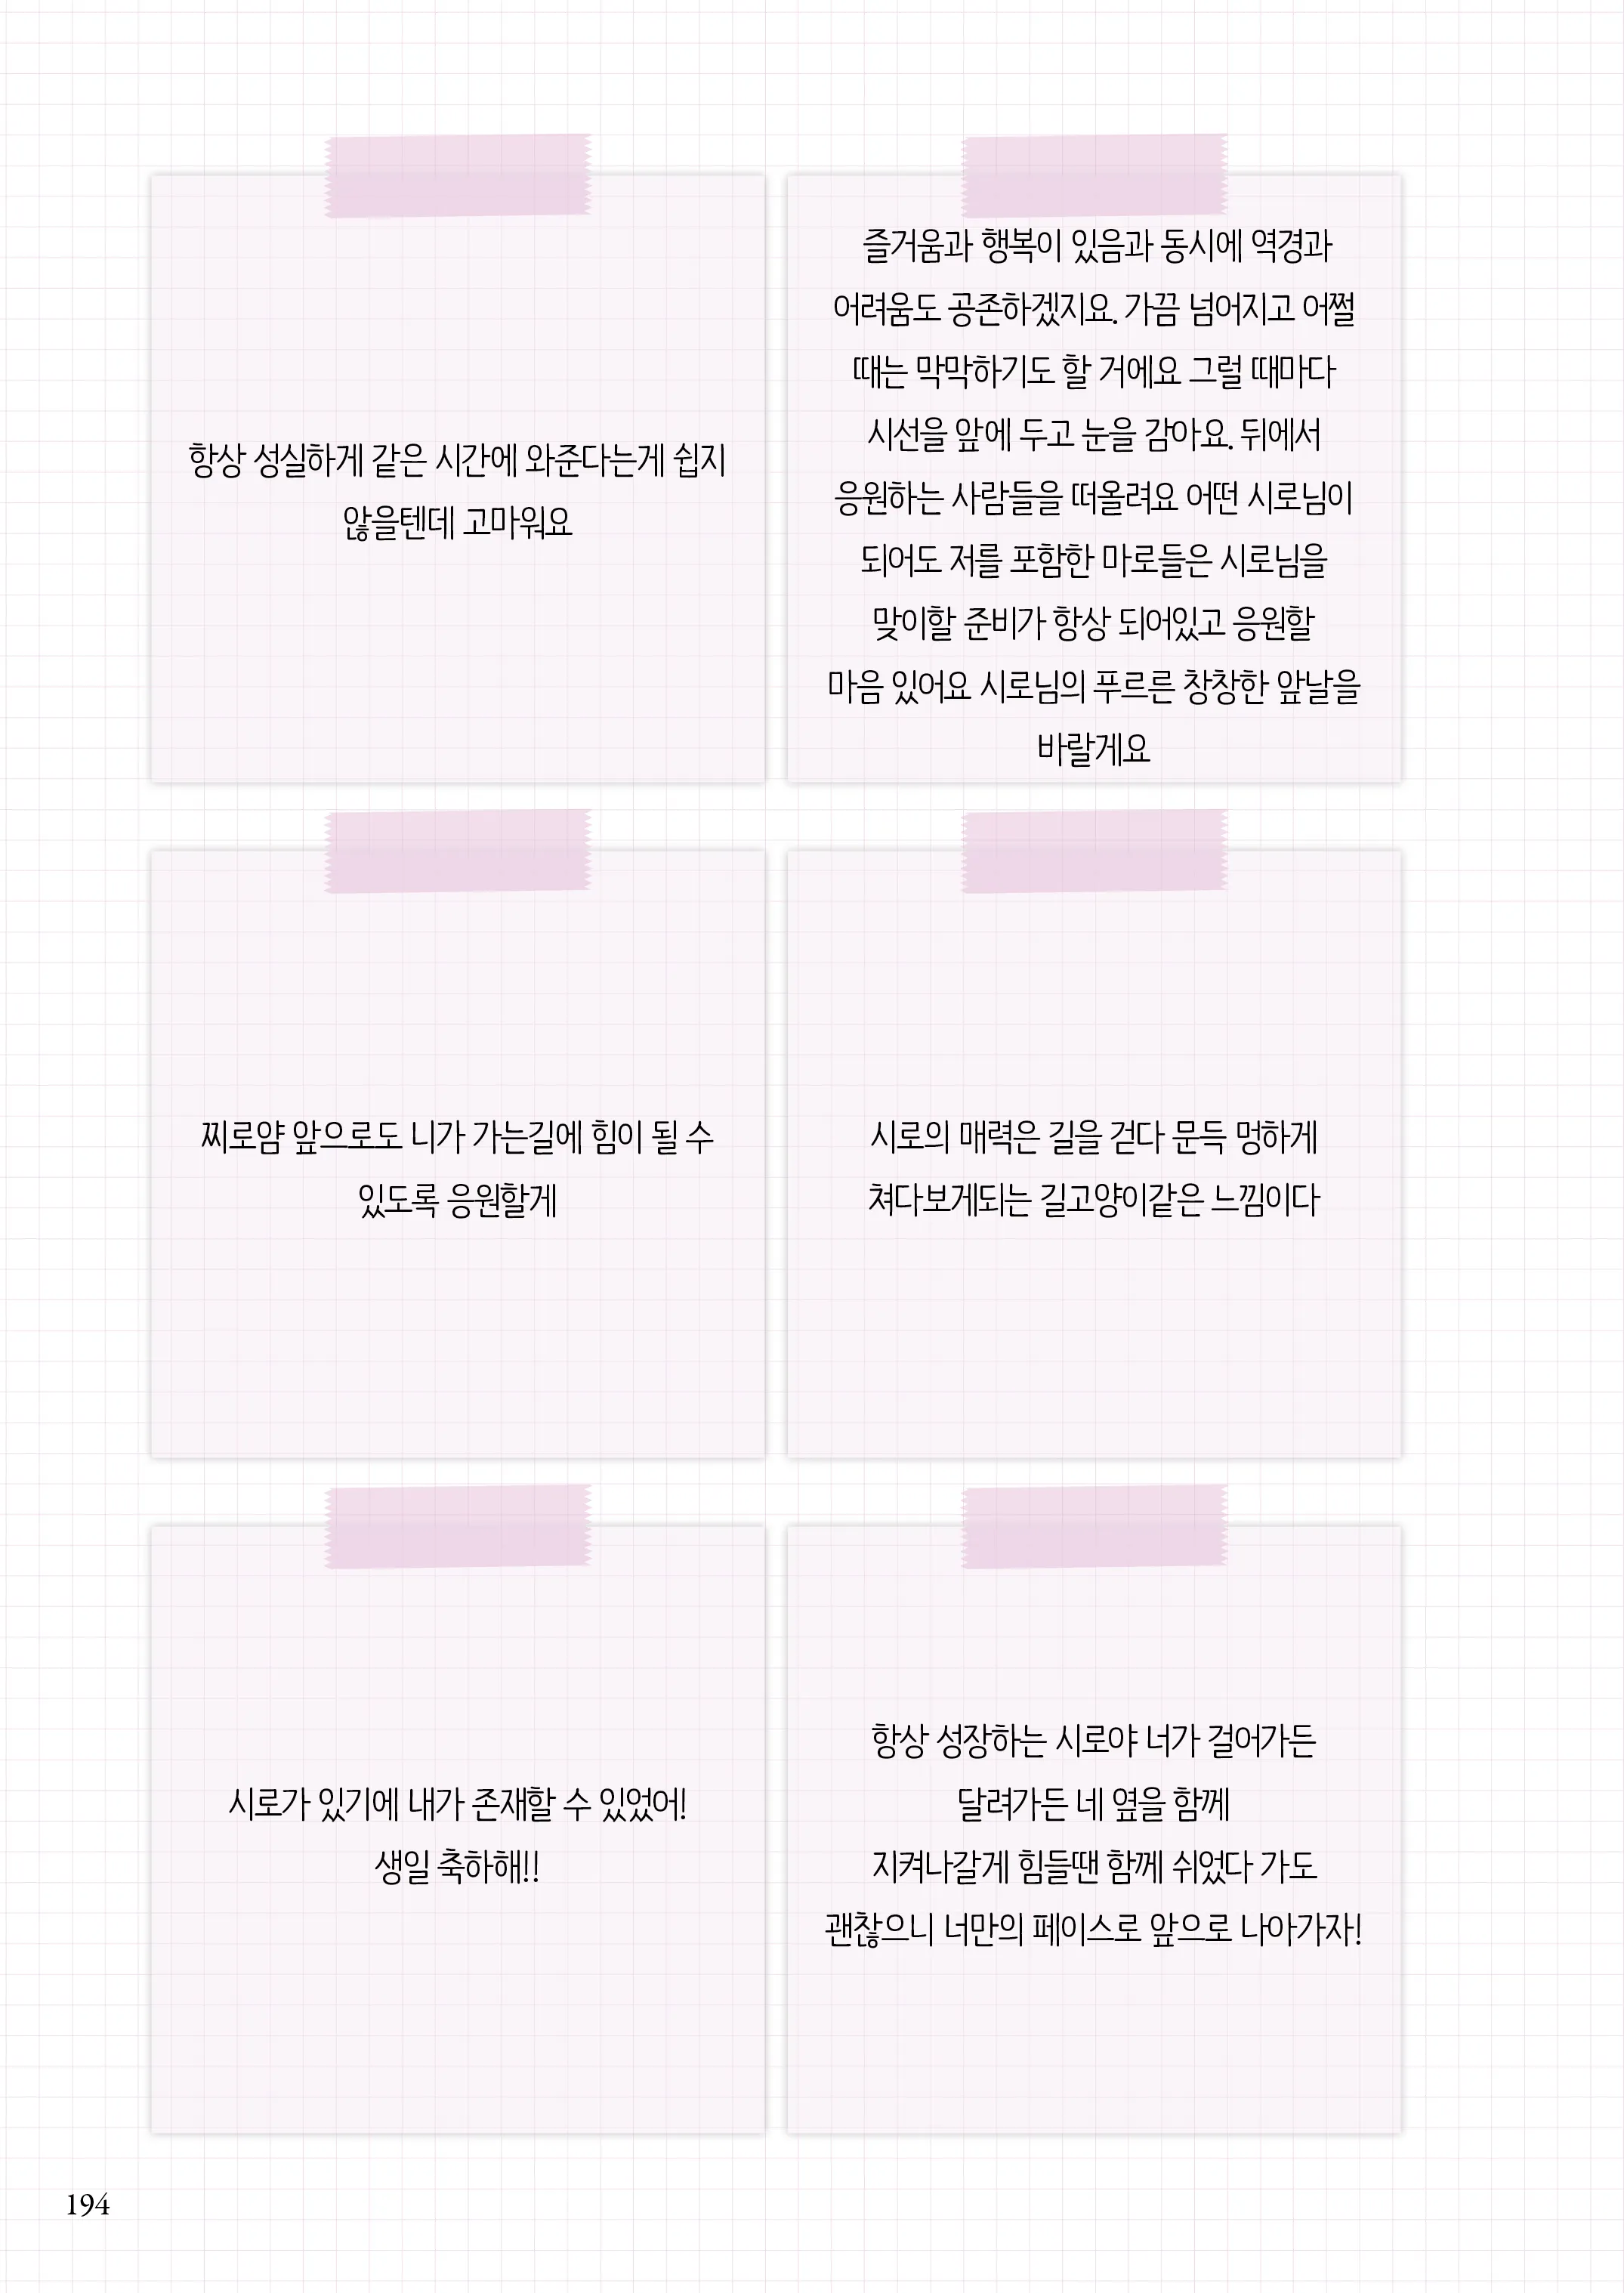 항상 성실하게 같은 시간에 와준다는게 쉽지
않을텐데 고마워요
즐거움과 행복이 있음과 동시에 역경과
어려움도 공존하겠지요. 가끔 넘어지고 어쩔
때는 막막하기도 할 거에요 그럴 때마다
시선을 앞에 두고 눈을 감아요. 뒤에서
응원하는 사람들을 떠올려요 어떤 시로님이
되어도 저를 포함한 마로들은 시로님을
맞이할 준비가 항상 되어있고 응원할
마음 있어요 시로님의 푸르른 창창한 앞날을
바랄게요
찌로얌 앞으로도 니가 가는길에 힘이 될 수
있도록 응원할게
시로의 매력은 길을 걷다 문득 멍하게
쳐다보게되는 길고양이같은 느낌이다
시로가 있기에 내가 존재할 수 있었어!
생일 축하해!!
항상 성장하는 시로야 너가 걸어가든
달려가든 네 옆을 함께
지켜나갈게 힘들땐 함께 쉬었다 가도
괜찮으니 너만의 페이스로 앞으로 나아가자!
194